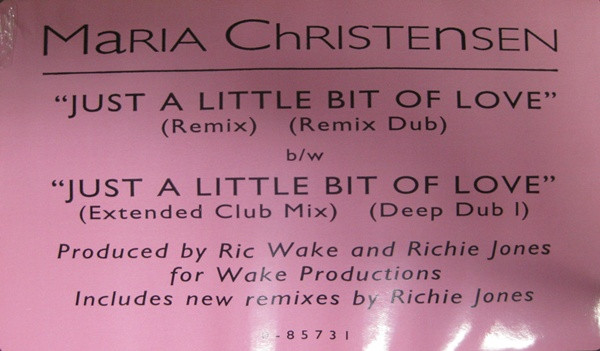 MARIA CHRISTENSEN
"JUST A LITTLE BIT OF LOVE"
(Remix) (Remix Dub)
b/w
"JUST A LITTLE BIT OF LOVE"
(Extended Club Mix) (Deep Dub I)
Produced by Ric Wake and Richie Jones
for Wake Productions
Includes new remixes by Richie Jones
-85731